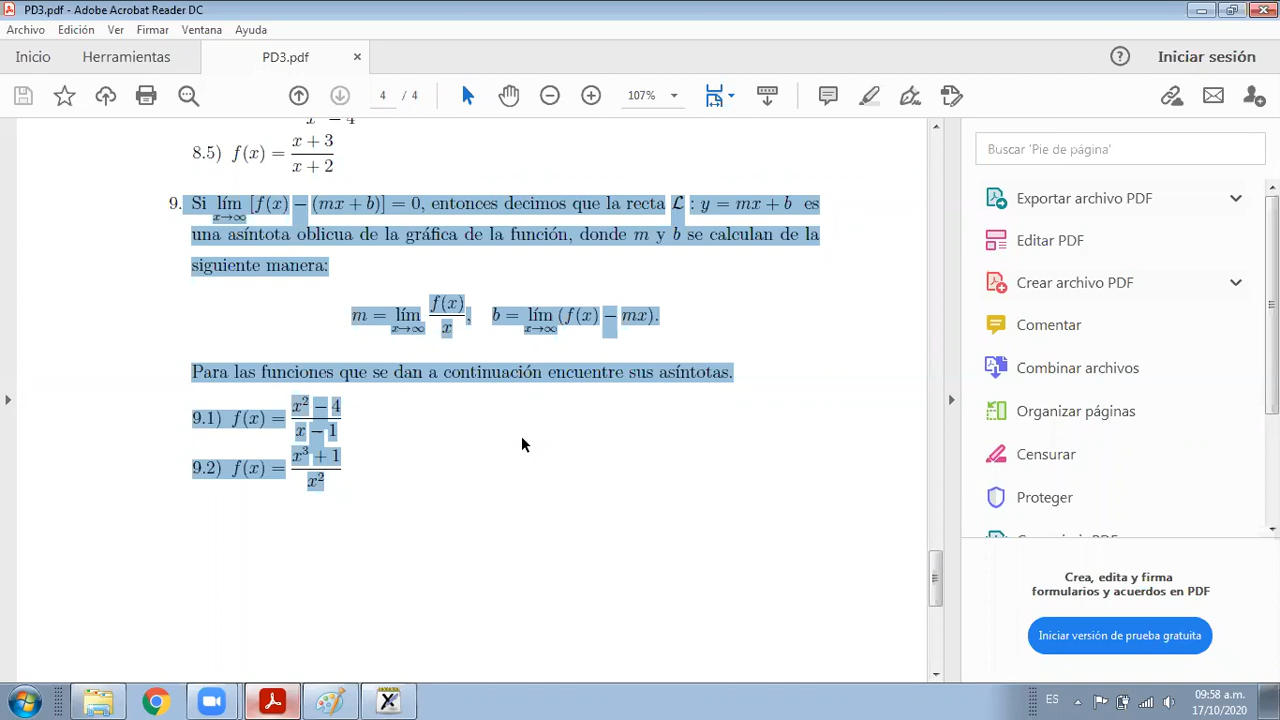 PD3.pdf - Adobe Acrobat Reader DC
Archivo Edición Ver Firmar Ventana Ayuda
Inicio Herramientas PD3.pdf × Iniciar sesión
4 / 4 107%
x − 4
8.5) f(x) = (x + 3)/(x + 2)
9. Si lím x→∞ [f(x) − (mx + b)] = 0, entonces decimos que la recta ℒ : y = mx + b es
una asíntota oblicua de la gráfica de la función, donde m y b se calculan de la
siguiente manera:
m = lím x→∞ f(x)/x, b = lím x→∞ (f(x) − mx).
Para las funciones que se dan a continuación encuentre sus asíntotas.
9.1) f(x) = (x² − 4)/(x − 1)
9.2) f(x) = (x³ + 1)/x²
Buscar 'Pie de página'
Exportar archivo PDF
Editar PDF
Crear archivo PDF
Comentar
Combinar archivos
Organizar páginas
Censurar
Proteger
Crea, edita y firma
formularios y acuerdos en PDF
Iniciar versión de prueba gratuita
ES
09:58 a.m.
17/10/2020